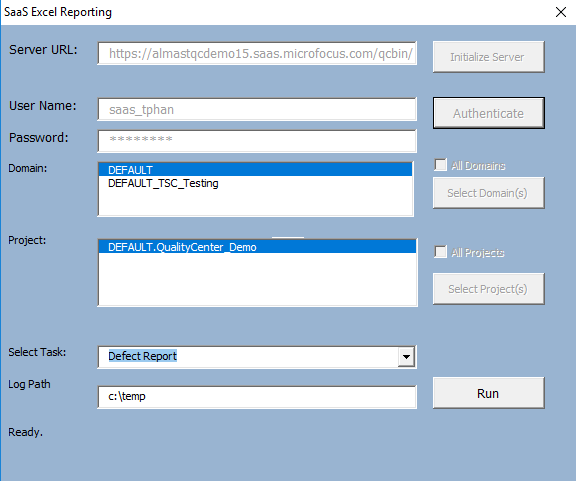 SaaS Excel Reporting
Server URL: https://almastqcdemo15.saas.microfocus.com/qcbin/ Initialize Server
User Name: saas_tphan Authenticate
Password: ********
Domain: DEFAULT All Domains
DEFAULT_TSC_Testing Select Domain(s)
Project: DEFAULT.QualityCenter_Demo All Projects
Select Project(s)
Select Task: Defect Report
Log Path c:\temp Run
Ready.